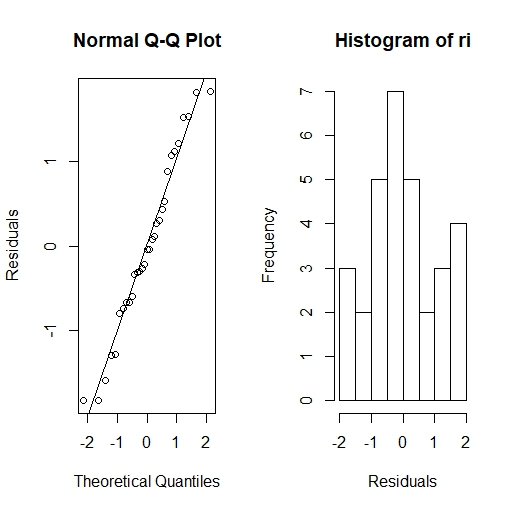 Normal Q-Q Plot
Residuals
1
0
-1
-2 -1 0 1 2
Theoretical Quantiles
Histogram of ri
Frequency
7
6
5
4
3
2
1
0
-2 -1 0 1 2
Residuals